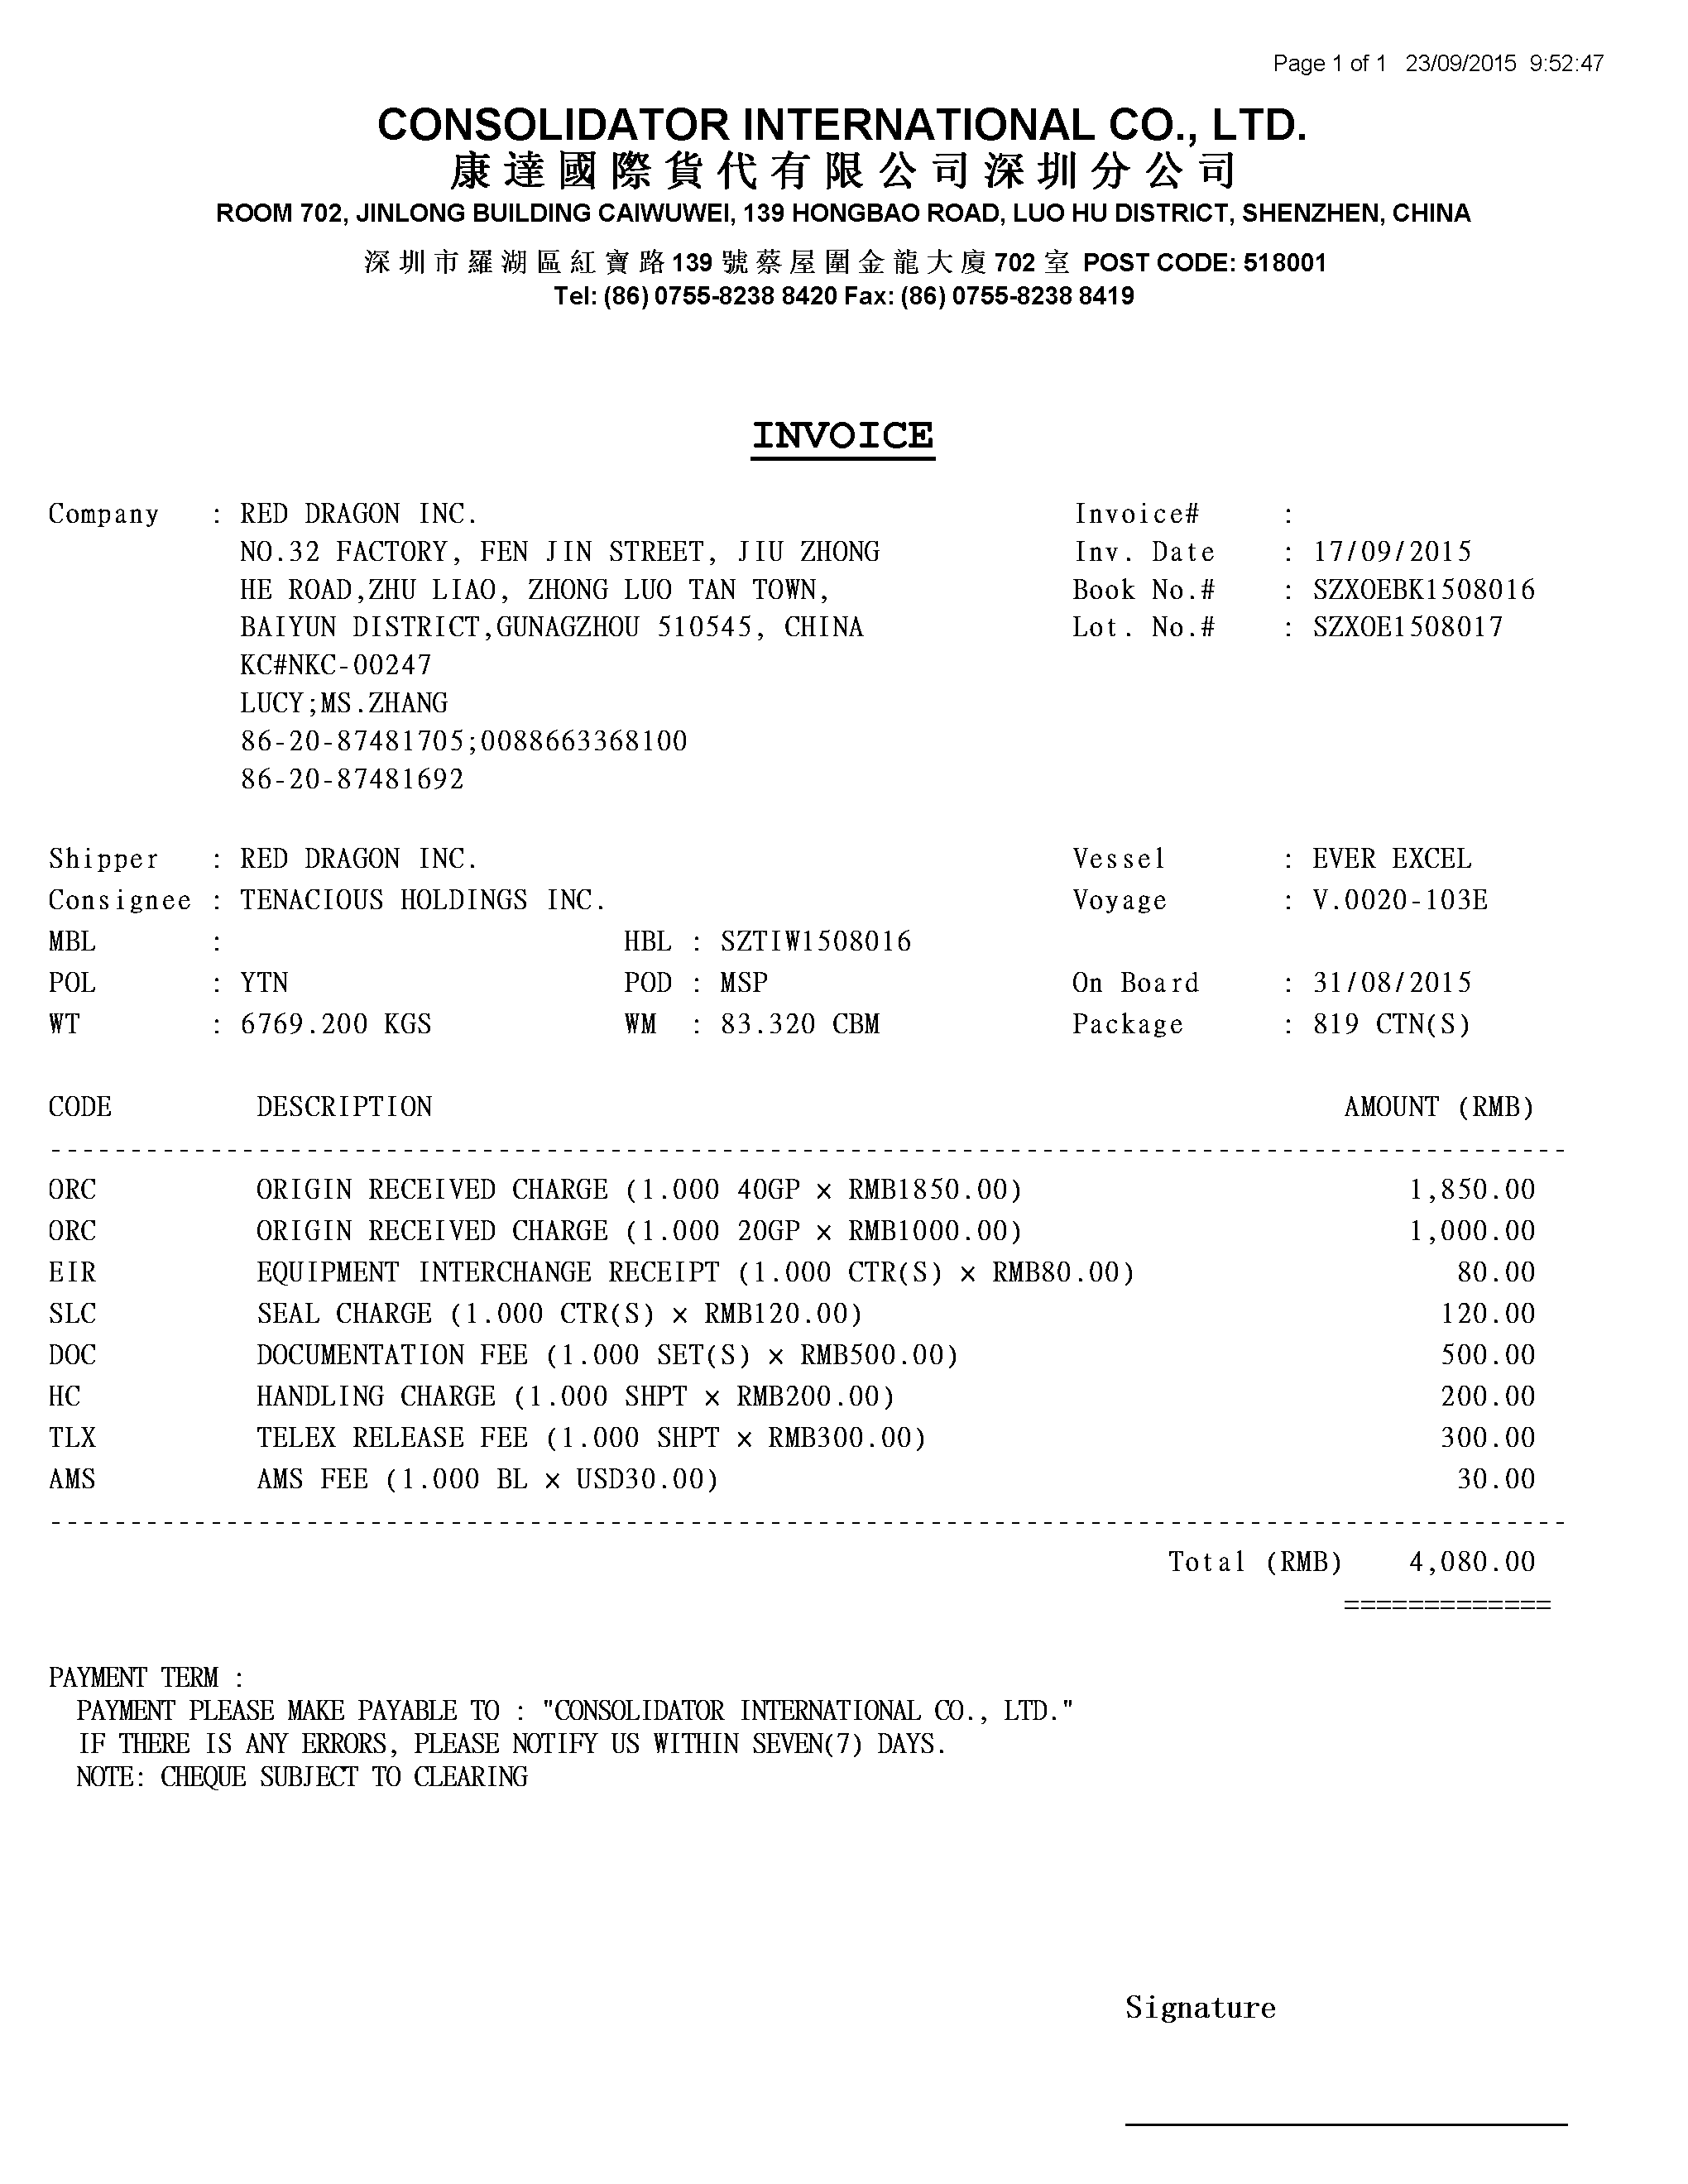 Page 1 of 1 23/09/2015 9:52:47
CONSOLIDATOR INTERNATIONAL CO., LTD.
康達國際貨代有限公司深圳分公司
ROOM 702, JINLONG BUILDING CAIWUWEI, 139 HONGBAO ROAD, LUO HU DISTRICT, SHENZHEN, CHINA
深圳市羅湖區紅寶路139號蔡屋圍金龍大廈702室 POST CODE: 518001
Tel: (86) 0755-8238 8420 Fax: (86) 0755-8238 8419
INVOICE
Company : RED DRAGON INC. Invoice# :
NO.32 FACTORY, FEN JIN STREET, JIU ZHONG Inv. Date : 17/09/2015
HE ROAD,ZHU LIAO, ZHONG LUO TAN TOWN, Book No.# : SZXOEBK1508016
BAIYUN DISTRICT,GUNAGZHOU 510545, CHINA Lot. No.# : SZXOE1508017
KC#NKC-00247
LUCY;MS.ZHANG
86-20-87481705;0088663368100
86-20-87481692
Shipper : RED DRAGON INC. Vessel : EVER EXCEL
Consignee : TENACIOUS HOLDINGS INC. Voyage : V.0020-103E
MBL : HBL : SZTIW1508016
POL : YTN POD : MSP On Board : 31/08/2015
WT : 6769.200 KGS WM : 83.320 CBM Package : 819 CTN(S)
CODE DESCRIPTION AMOUNT (RMB)
ORC ORIGIN RECEIVED CHARGE (1.000 40GP × RMB1850.00) 1,850.00
ORC ORIGIN RECEIVED CHARGE (1.000 20GP × RMB1000.00) 1,000.00
EIR EQUIPMENT INTERCHANGE RECEIPT (1.000 CTR(S) × RMB80.00) 80.00
SLC SEAL CHARGE (1.000 CTR(S) × RMB120.00) 120.00
DOC DOCUMENTATION FEE (1.000 SET(S) × RMB500.00) 500.00
HC HANDLING CHARGE (1.000 SHPT × RMB200.00) 200.00
TLX TELEX RELEASE FEE (1.000 SHPT × RMB300.00) 300.00
AMS AMS FEE (1.000 BL × USD30.00) 30.00
Total (RMB) 4,080.00
=============
PAYMENT TERM :
PAYMENT PLEASE MAKE PAYABLE TO : "CONSOLIDATOR INTERNATIONAL CO., LTD."
IF THERE IS ANY ERRORS, PLEASE NOTIFY US WITHIN SEVEN(7) DAYS.
NOTE: CHEQUE SUBJECT TO CLEARING
Signature